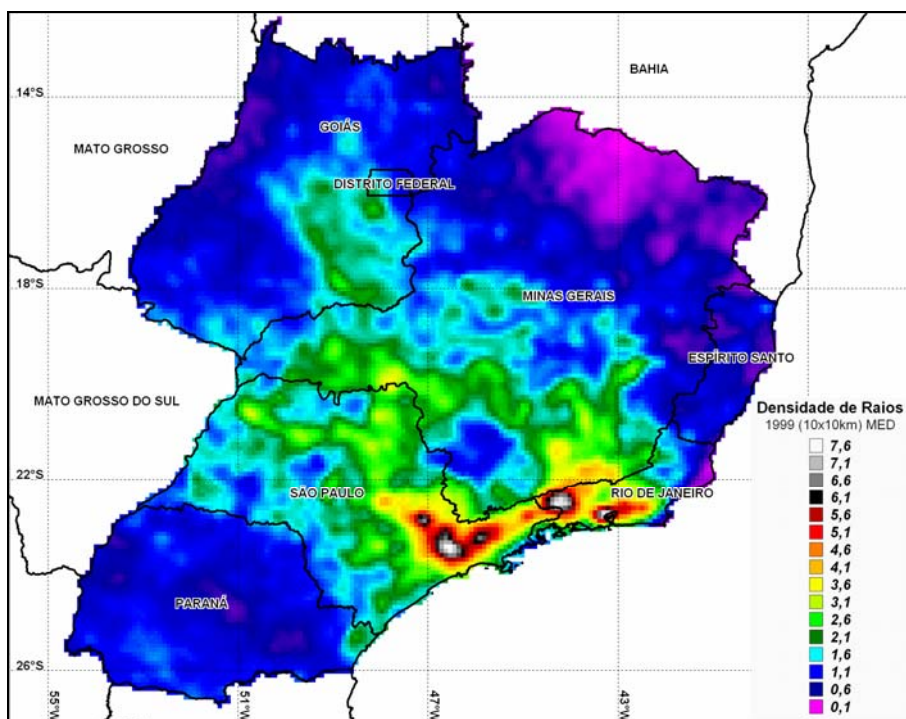 BAHIA
14°S
GOIÁS
MATO GROSSO
DISTRITO FEDERAL
18°S
MINAS GERAIS
ESPÍRITO SANTO
MATO GROSSO DO SUL
Densidade de Raios
1999 (10x10km) MED
7,6
7,1
6,6
6,1
5,6
5,1
4,6
4,1
3,6
3,1
2,6
2,1
1,6
1,1
0,6
0,1
22°S
SÃO PAULO
RIO DE JANEIRO
PARANÁ
26°S
55°W
51°W
47°W
43°W